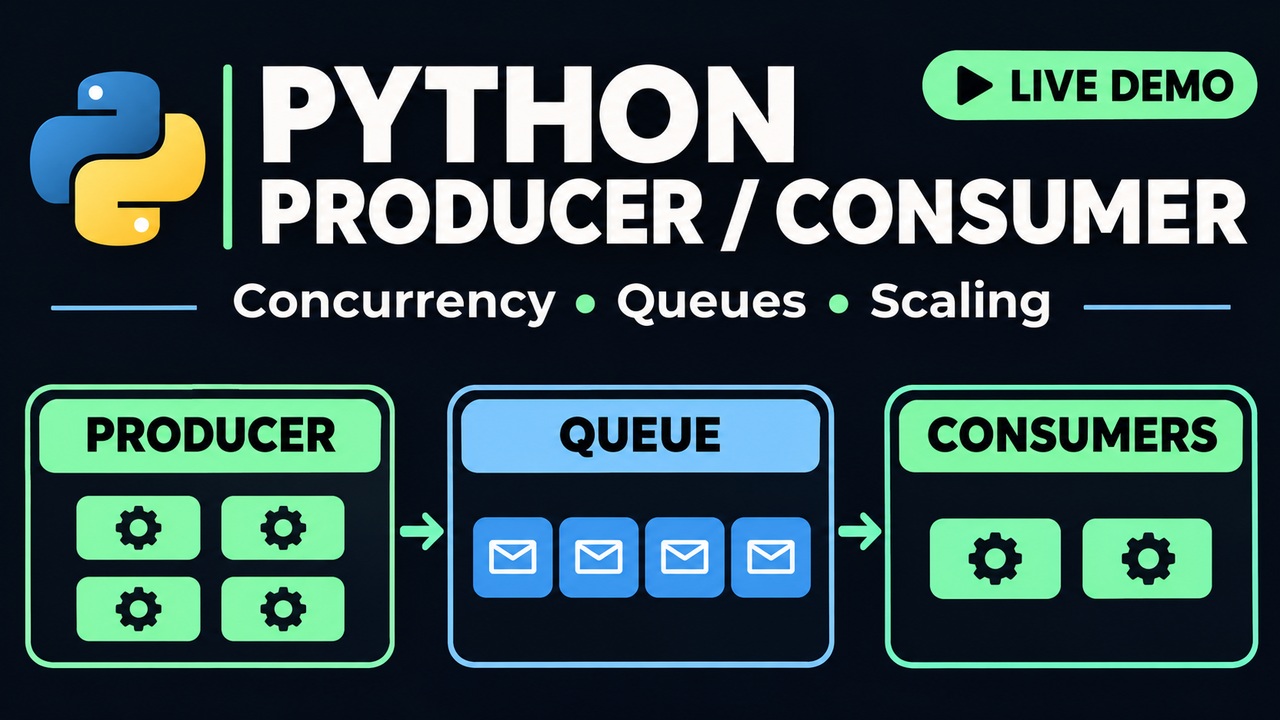 PYTHON
LIVE DEMO
PRODUCER / CONSUMER
Concurrency • Queues • Scaling
PRODUCER
QUEUE
CONSUMERS